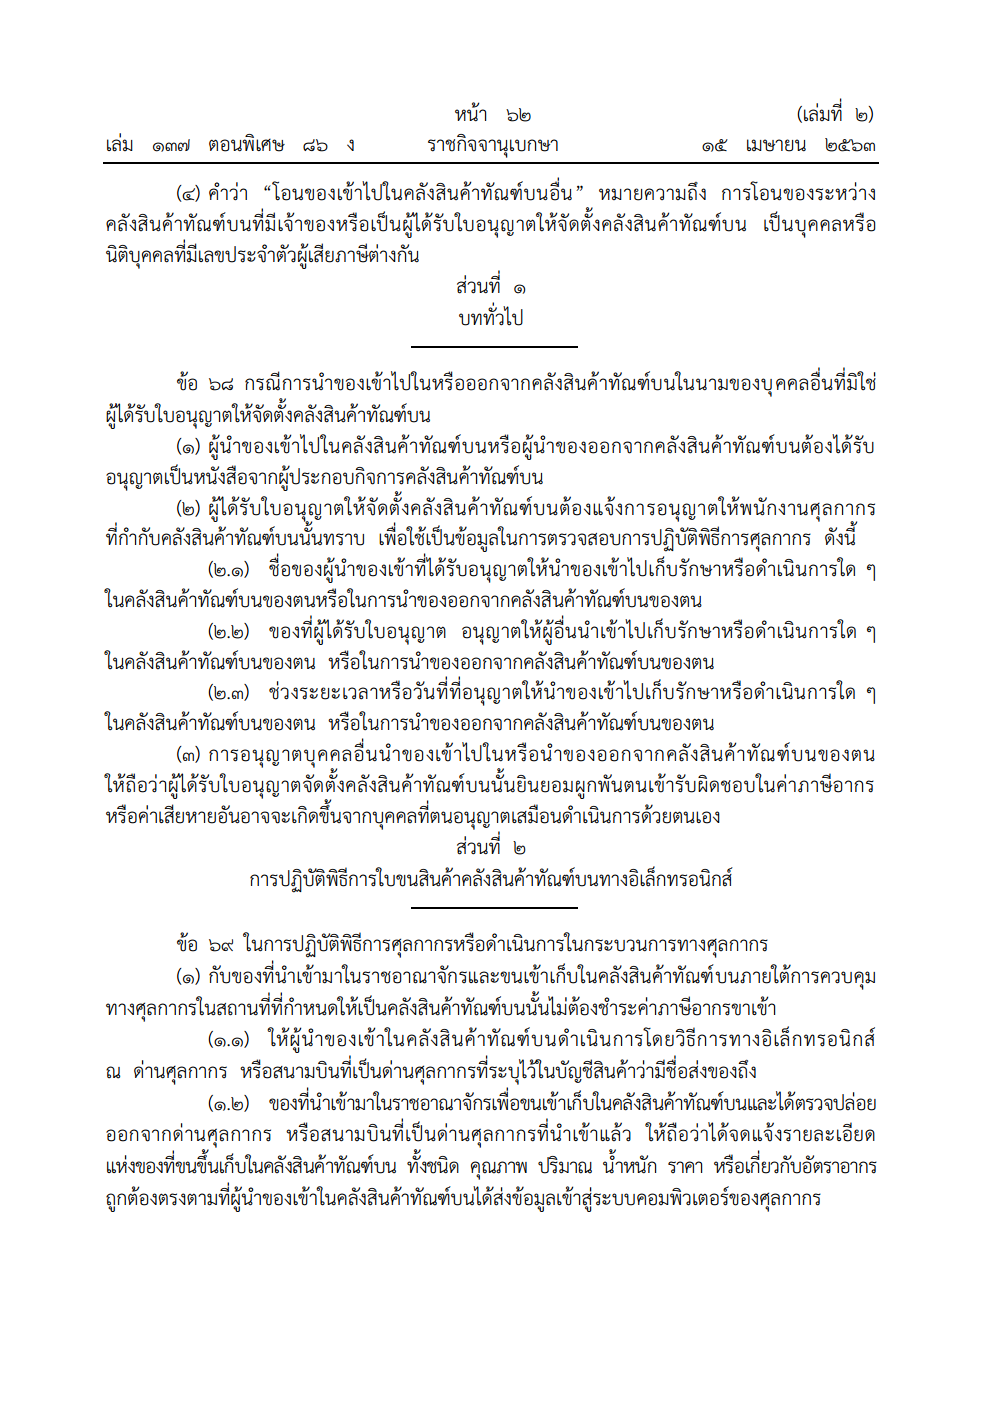 หน้า ๖๒ (เล่มที่ ๒)
เล่ม ๑๓๗ ตอนพิเศษ ๘๖ ง ราชกิจจานุเบกษา ๑๕ เมษายน ๒๕๖๓
(๔) คำว่า “โอนของเข้าไปในคลังสินค้าทัณฑ์บนอื่น” หมายความถึง การโอนของระหว่าง
คลังสินค้าทัณฑ์บนที่มีเจ้าของหรือเป็นผู้ได้รับใบอนุญาตให้จัดตั้งคลังสินค้าทัณฑ์บน เป็นบุคคลหรือ
นิติบุคคลที่มีเลขประจำตัวผู้เสียภาษีต่างกัน
ส่วนที่ ๑
บททั่วไป
ข้อ ๖๘ กรณีการนำของเข้าไปในหรือออกจากคลังสินค้าทัณฑ์บนในนามของบุคคลอื่นที่มิใช่
ผู้ได้รับใบอนุญาตให้จัดตั้งคลังสินค้าทัณฑ์บน
(๑) ผู้นำของเข้าไปในคลังสินค้าทัณฑ์บนหรือผู้นำของออกจากคลังสินค้าทัณฑ์บนต้องได้รับ
อนุญาตเป็นหนังสือจากผู้ประกอบกิจการคลังสินค้าทัณฑ์บน
(๒) ผู้ได้รับใบอนุญาตให้จัดตั้งคลังสินค้าทัณฑ์บนต้องแจ้งการอนุญาตให้พนักงานศุลกากร
ที่กำกับคลังสินค้าทัณฑ์บนนั้นทราบ เพื่อใช้เป็นข้อมูลในการตรวจสอบการปฏิบัติพิธีการศุลกากร ดังนี้
(๒.๑) ชื่อของผู้นำของเข้าที่ได้รับอนุญาตให้นำของเข้าไปเก็บรักษาหรือดำเนินการใด ๆ
ในคลังสินค้าทัณฑ์บนของตนหรือในการนำของออกจากคลังสินค้าทัณฑ์บนของตน
(๒.๒) ของที่ผู้ได้รับใบอนุญาต อนุญาตให้ผู้อื่นนำเข้าไปเก็บรักษาหรือดำเนินการใด ๆ
ในคลังสินค้าทัณฑ์บนของตน หรือในการนำของออกจากคลังสินค้าทัณฑ์บนของตน
(๒.๓) ช่วงระยะเวลาหรือวันที่ที่อนุญาตให้นำของเข้าไปเก็บรักษาหรือดำเนินการใด ๆ
ในคลังสินค้าทัณฑ์บนของตน หรือในการนำของออกจากคลังสินค้าทัณฑ์บนของตน
(๓) การอนุญาตบุคคลอื่นนำของเข้าไปในหรือนำของออกจากคลังสินค้าทัณฑ์บนของตน
ให้ถือว่าผู้ได้รับใบอนุญาตจัดตั้งคลังสินค้าทัณฑ์บนนั้นยินยอมผูกพันตนเข้ารับผิดชอบในค่าภาษีอากร
หรือค่าเสียหายอันอาจจะเกิดขึ้นจากบุคคลที่ตนอนุญาตเสมือนดำเนินการด้วยตนเอง
ส่วนที่ ๒
การปฏิบัติพิธีการใบขนสินค้าคลังสินค้าทัณฑ์บนทางอิเล็กทรอนิกส์
ข้อ ๖๙ ในการปฏิบัติพิธีการศุลกากรหรือดำเนินการในกระบวนการทางศุลกากร
(๑) กับของที่นำเข้ามาในราชอาณาจักรและขนเข้าเก็บในคลังสินค้าทัณฑ์บนภายใต้การควบคุม
ทางศุลกากรในสถานที่ที่กำหนดให้เป็นคลังสินค้าทัณฑ์บนนั้นไม่ต้องชำระค่าภาษีอากรขาเข้า
(๑.๑) ให้ผู้นำของเข้าในคลังสินค้าทัณฑ์บนดำเนินการโดยวิธีการทางอิเล็กทรอนิกส์
ณ ด่านศุลกากร หรือสนามบินที่เป็นด่านศุลกากรที่ระบุไว้ในบัญชีสินค้าว่ามีชื่อส่งของถึง
(๑.๒) ของที่นำเข้ามาในราชอาณาจักรเพื่อขนเข้าเก็บในคลังสินค้าทัณฑ์บนและได้ตรวจปล่อย
ออกจากด่านศุลกากร หรือสนามบินที่เป็นด่านศุลกากรที่นำเข้าแล้ว ให้ถือว่าได้จดแจ้งรายละเอียด
แห่งของที่ขนขึ้นเก็บในคลังสินค้าทัณฑ์บน ทั้งชนิด คุณภาพ ปริมาณ น้ำหนัก ราคา หรือเกี่ยวกับอัตราอากร
ถูกต้องตรงตามที่ผู้นำของเข้าในคลังสินค้าทัณฑ์บนได้ส่งข้อมูลเข้าสู่ระบบคอมพิวเตอร์ของศุลกากร